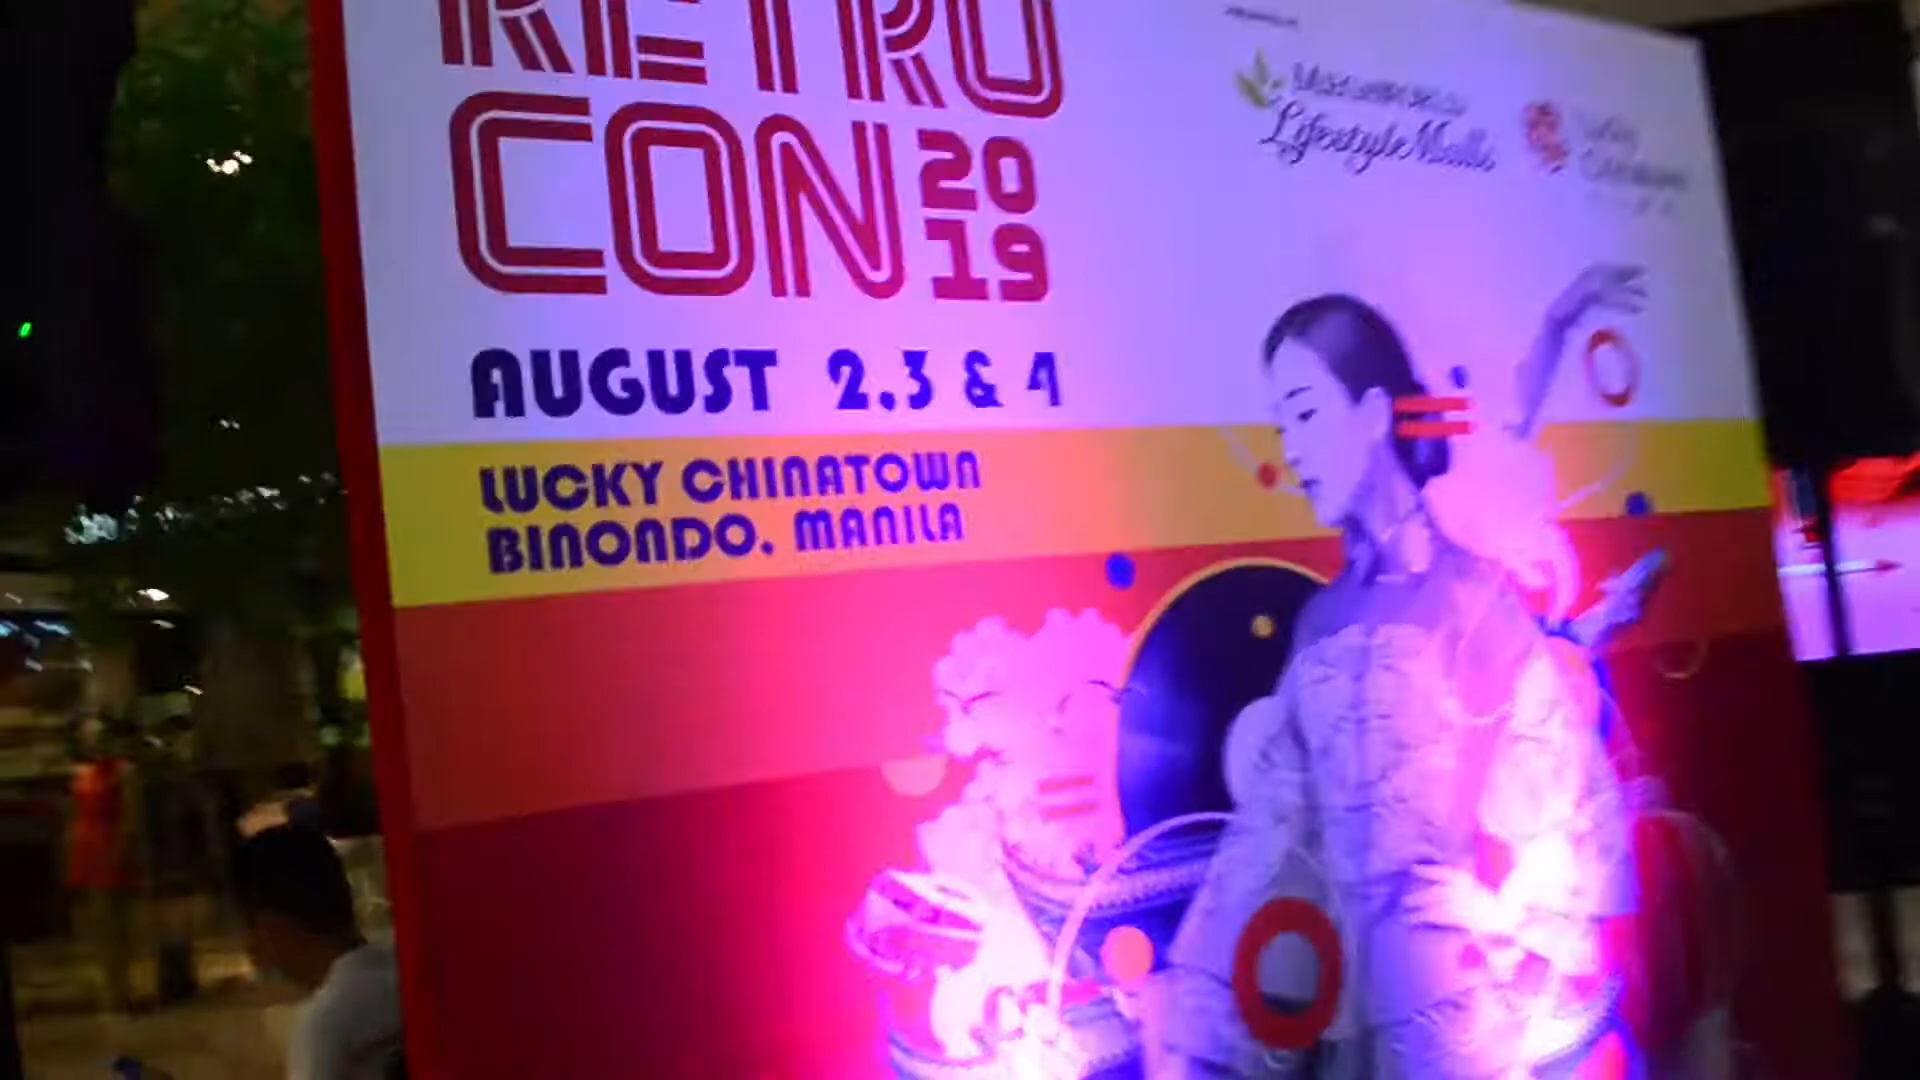 RETRO
CON 20
19
AUGUST 2.3 & 4
LUCKY CHINATOWN
BINONDO. MANILA
Lifestyle Malls